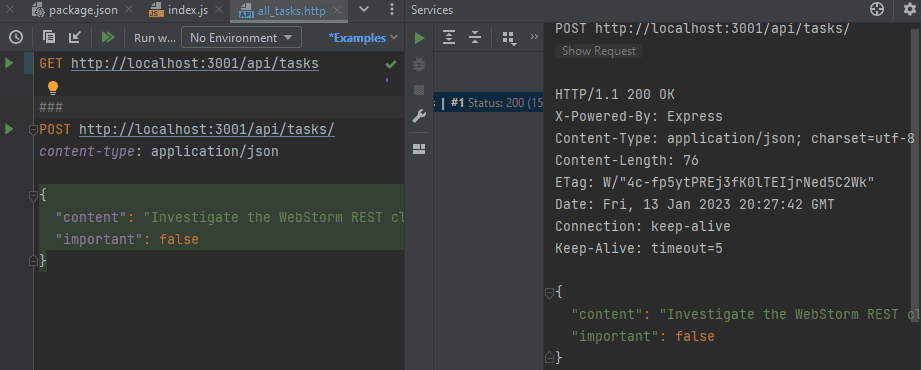 package.json index.js all_tasks.http
Run w... No Environment *Examples
GET http://localhost:3001/api/tasks
###
POST http://localhost:3001/api/tasks/
content-type: application/json
{
"content": "Investigate the WebStorm REST cl
"important": false
}
Services
#1 Status: 200 (15
POST http://localhost:3001/api/tasks/
Show Request
HTTP/1.1 200 OK
X-Powered-By: Express
Content-Type: application/json; charset=utf-8
Content-Length: 76
ETag: W/"4c-fp5ytPREj3fK0lTEIjrNed5C2Wk"
Date: Fri, 13 Jan 2023 20:27:42 GMT
Connection: keep-alive
Keep-Alive: timeout=5
{
"content": "Investigate the WebStorm REST cl
"important": false
}